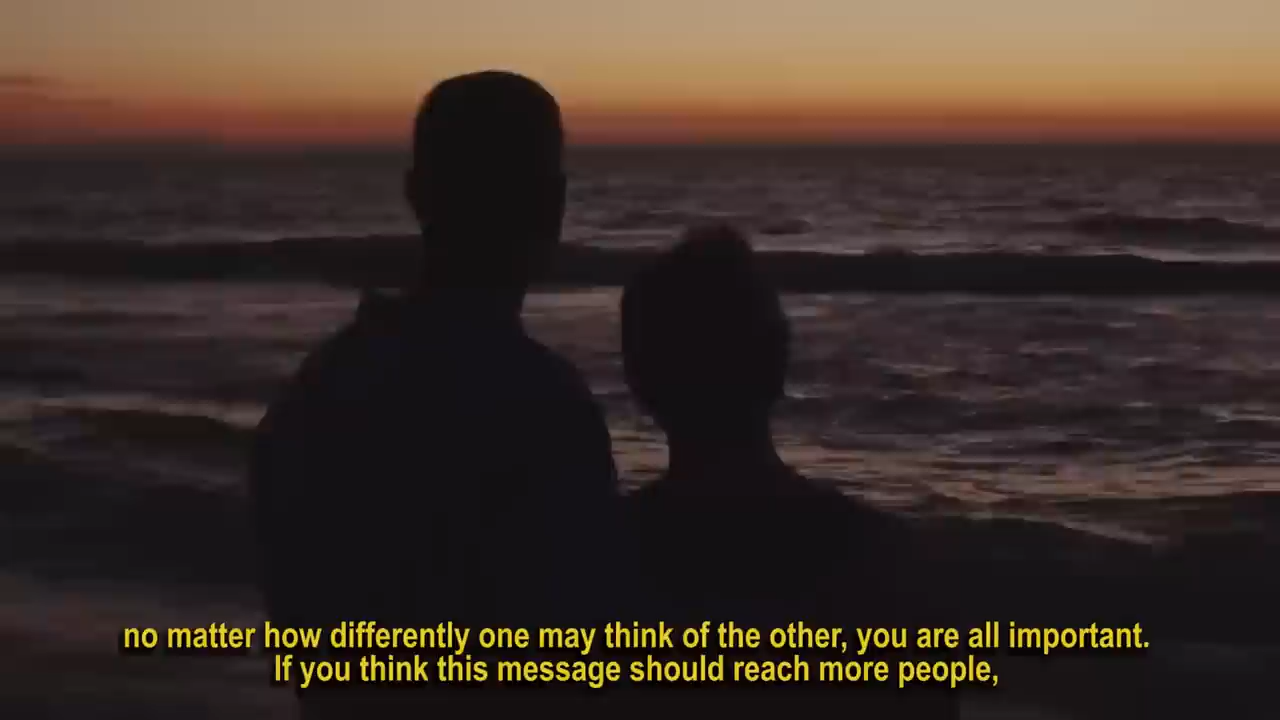 no matter how differently one may think of the other, you are all important.
If you think this message should reach more people,